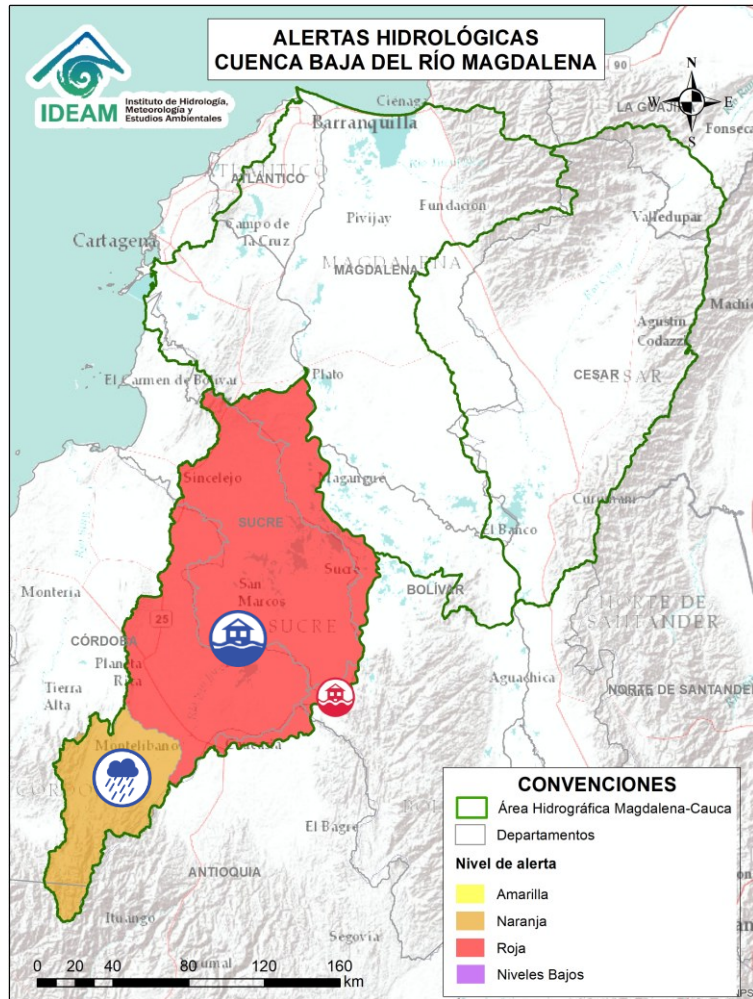 ALERTAS HIDROLÓGICAS
CUENCA BAJA DEL RÍO MAGDALENA
IDEAM
Instituto de Hidrología,
Meteorología y
Estudios Ambientales
N
W
E
S
90
LA GUAJIRA
Ciénaga
Barranquilla
Fonseca
ATLÁNTICO
ATLÁNTICO
Fundación
Pivijay
Valledupar
Campo de
la Cruz
Cartagena
MAGDALENA
MAGDALENA
Agustín
Codazzi
El Carmen de Bolívar
Plato
CESAR
CESAR
Sincelejo
Magangue
Curumaní
SUCRE
El Banco
Sucre
San
Marcos
BOLÍVAR
Montería
NORTE DE
SANTANDER
25
SUCRE
CÓRDOBA
Planeta
Rica
Aguachica
Tierra
Alta
NORTE DE SANTANDER
Montelibano
El Bagre
ANTIOQUIA
Ituango
Segovia
CONVENCIONES
Área Hidrográfica Magdalena-Cauca
Departamentos
Nivel de alerta
Amarilla
Naranja
Roja
Niveles Bajos
0 20 40 80 120 160
km